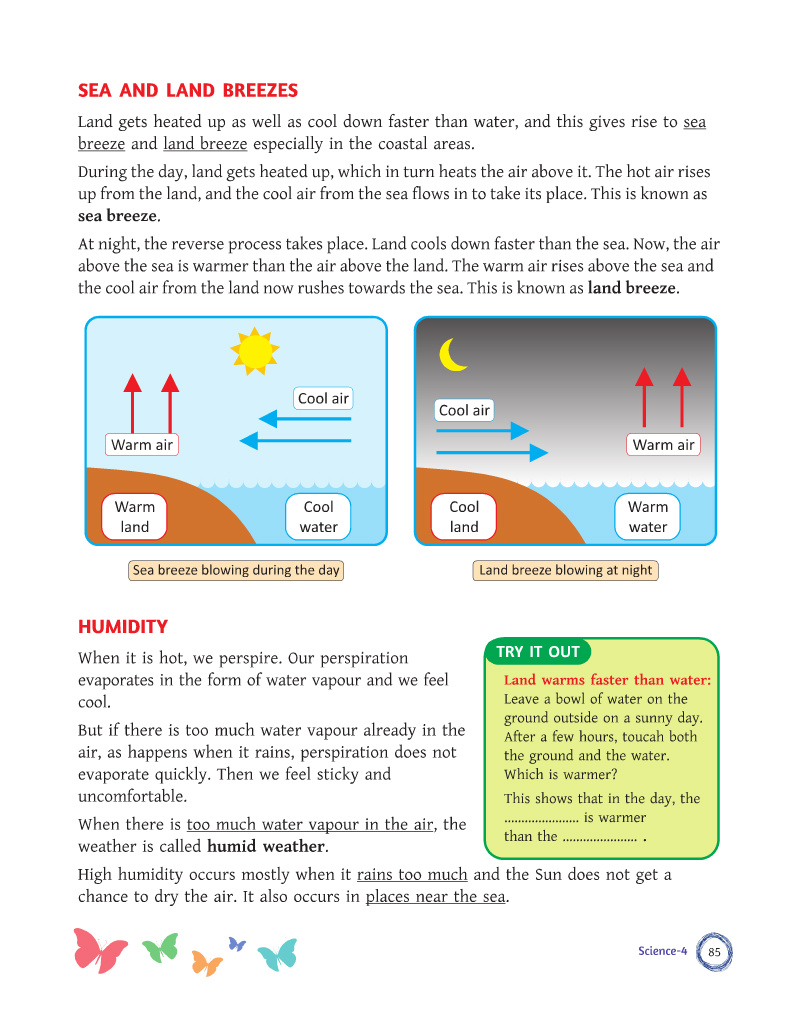 SEA AND LAND BREEZES
Land gets heated up as well as cool down faster than water, and this gives rise to sea
breeze and land breeze especially in the coastal areas.
During the day, land gets heated up, which in turn heats the air above it. The hot air rises
up from the land, and the cool air from the sea flows in to take its place. This is known as
sea breeze.
At night, the reverse process takes place. Land cools down faster than the sea. Now, the air
above the sea is warmer than the air above the land. The warm air rises above the sea and
the cool air from the land now rushes towards the sea. This is known as land breeze.
Cool air
Warm air
Warm
land
Cool
water
Sea breeze blowing during the day
Cool air
Warm air
Cool
land
Warm
water
Land breeze blowing at night
HUMIDITY
When it is hot, we perspire. Our perspiration
evaporates in the form of water vapour and we feel
cool.
But if there is too much water vapour already in the
air, as happens when it rains, perspiration does not
evaporate quickly. Then we feel sticky and
uncomfortable.
When there is too much water vapour in the air, the
weather is called humid weather.
High humidity occurs mostly when it rains too much and the Sun does not get a
chance to dry the air. It also occurs in places near the sea.
TRY IT OUT
Land warms faster than water:
Leave a bowl of water on the
ground outside on a sunny day.
After a few hours, toucah both
the ground and the water.
Which is warmer?
This shows that in the day, the
...................... is warmer
than the ...................... .
Science-4
85